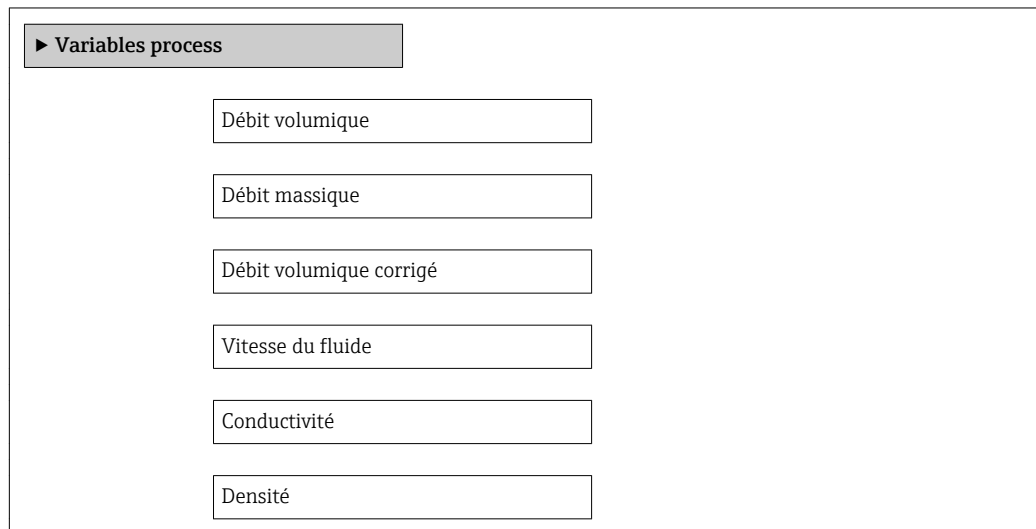 ▶ Variables process
Débit volumique
Débit massique
Débit volumique corrigé
Vitesse du fluide
Conductivité
Densité